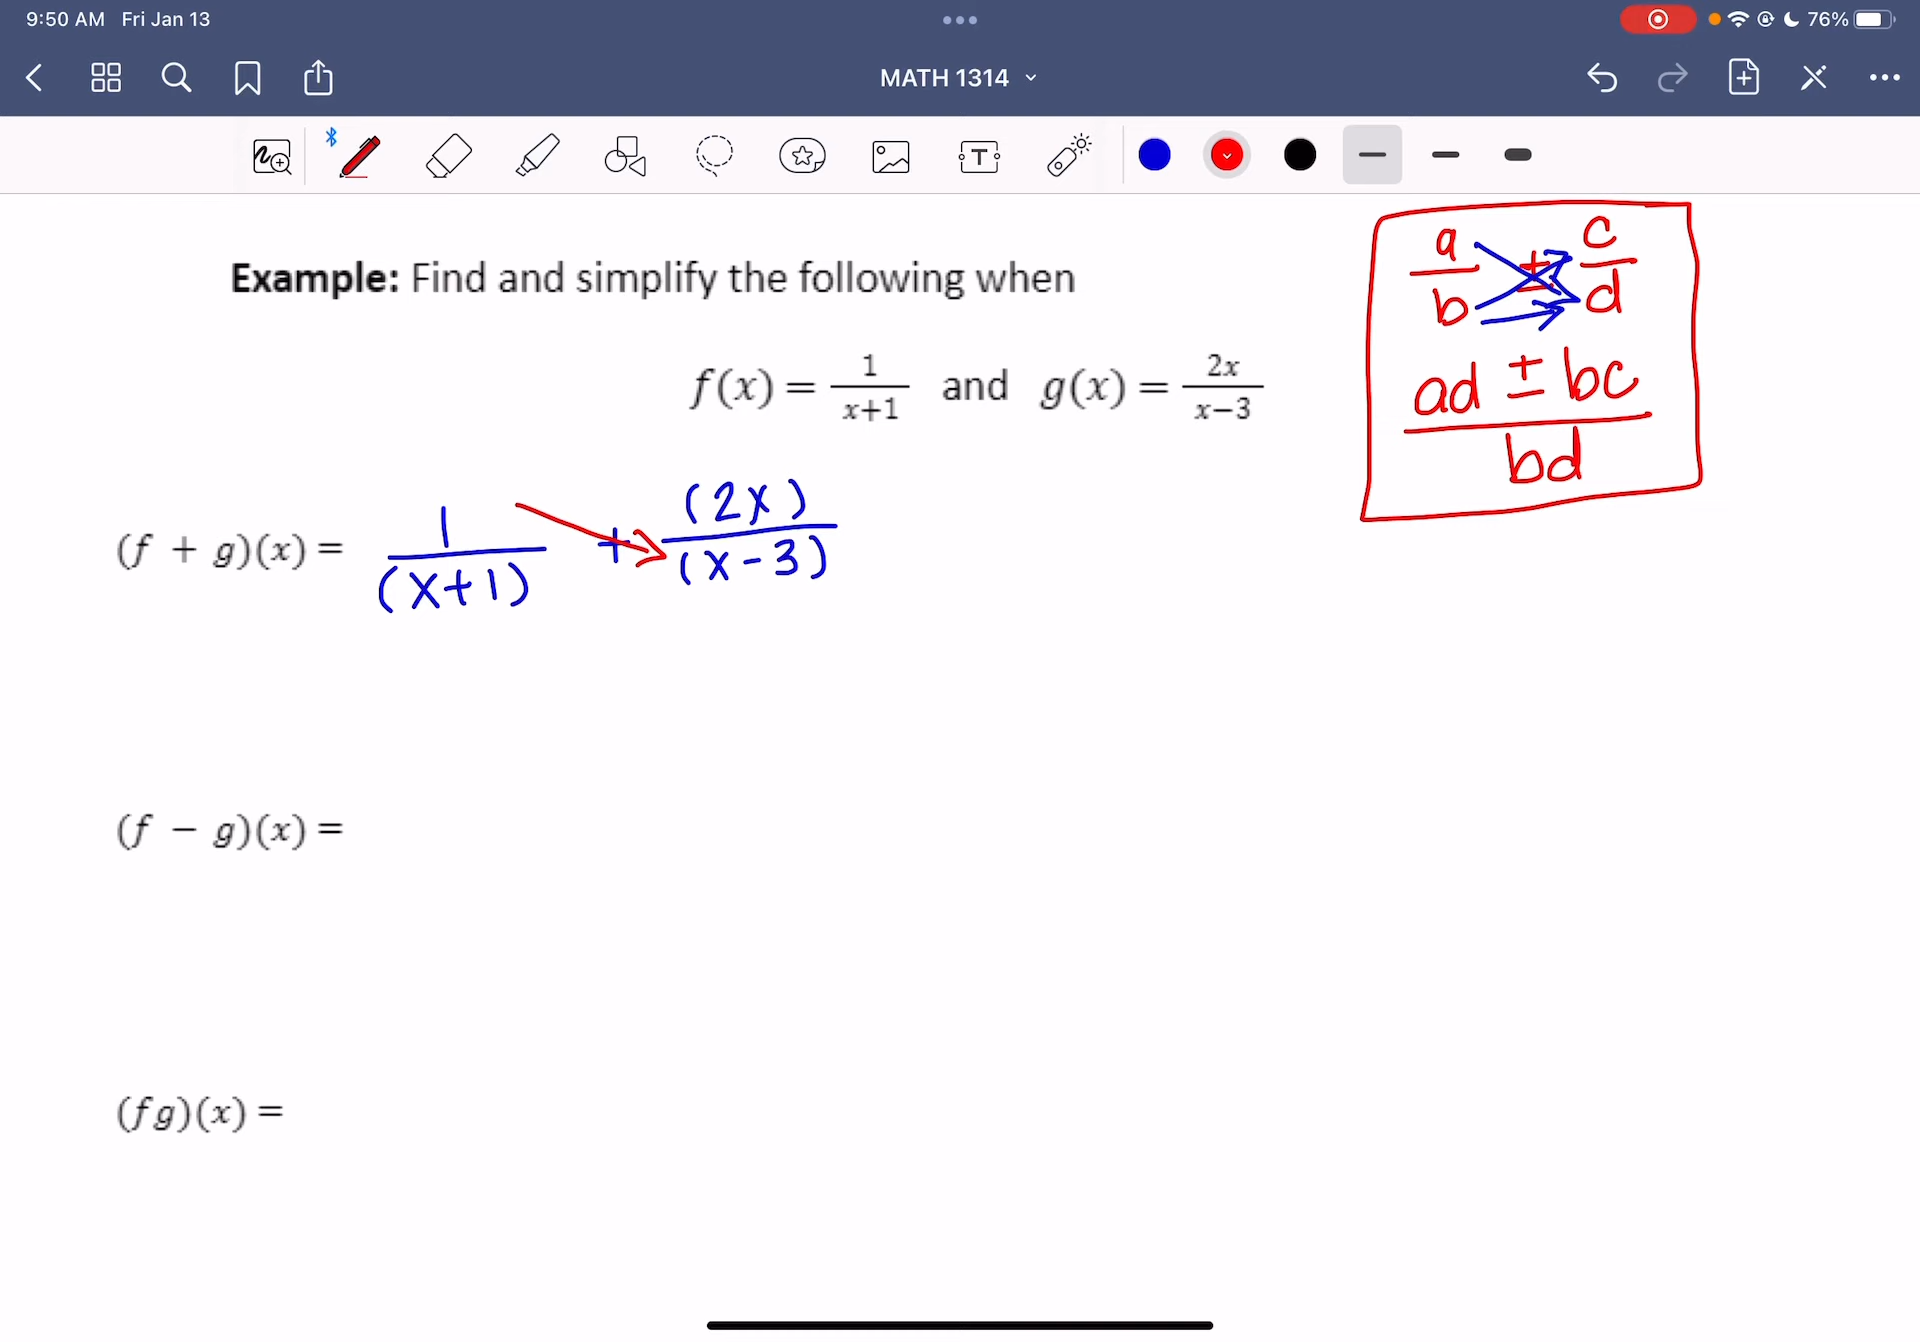 9:50 AM Fri Jan 13
76%
MATH 1314
T
Example: Find and simplify the following when
f(x) = 1/(x+1) and g(x) = 2x/(x−3)
a/b ± c/d
(ad ± bc)/bd
(f + g)(x) = 1/(x+1) + (2x)/(x-3)
(f − g)(x) =
(fg)(x) =